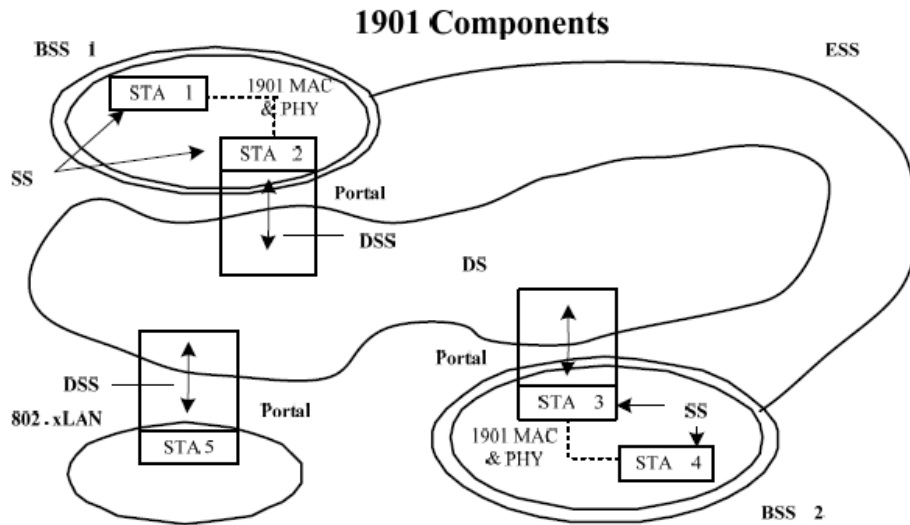 1901 Components
BSS 1
ESS
STA 1
1901 MAC
& PHY
STA 2
SS
Portal
DSS
DS
Portal
DSS
Portal
802.xLAN
STA 3
SS
STA 5
1901 MAC
& PHY
STA 4
BSS 2